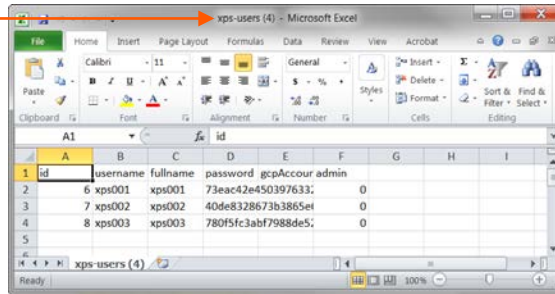 xps-users (4) - Microsoft Excel
File Home Insert Page Layout Formulas Data Review View Acrobat
Paste
Calibri 11
B I U A A
General
$ % ,
Styles
Insert
Delete
Format
Σ
Sort & Filter
Find & Select
Clipboard Font Alignment Number Cells Editing
A1 fx id
A B C D E F G H I
1 id username fullname password gcpAccour admin
2 6 xps001 xps001 73eac42e450397633 0
3 7 xps002 xps002 40de8328673b3865e 0
4 8 xps003 xps003 780f5fc3abf7988de5 0
5
6
xps-users (4)
Ready 100%